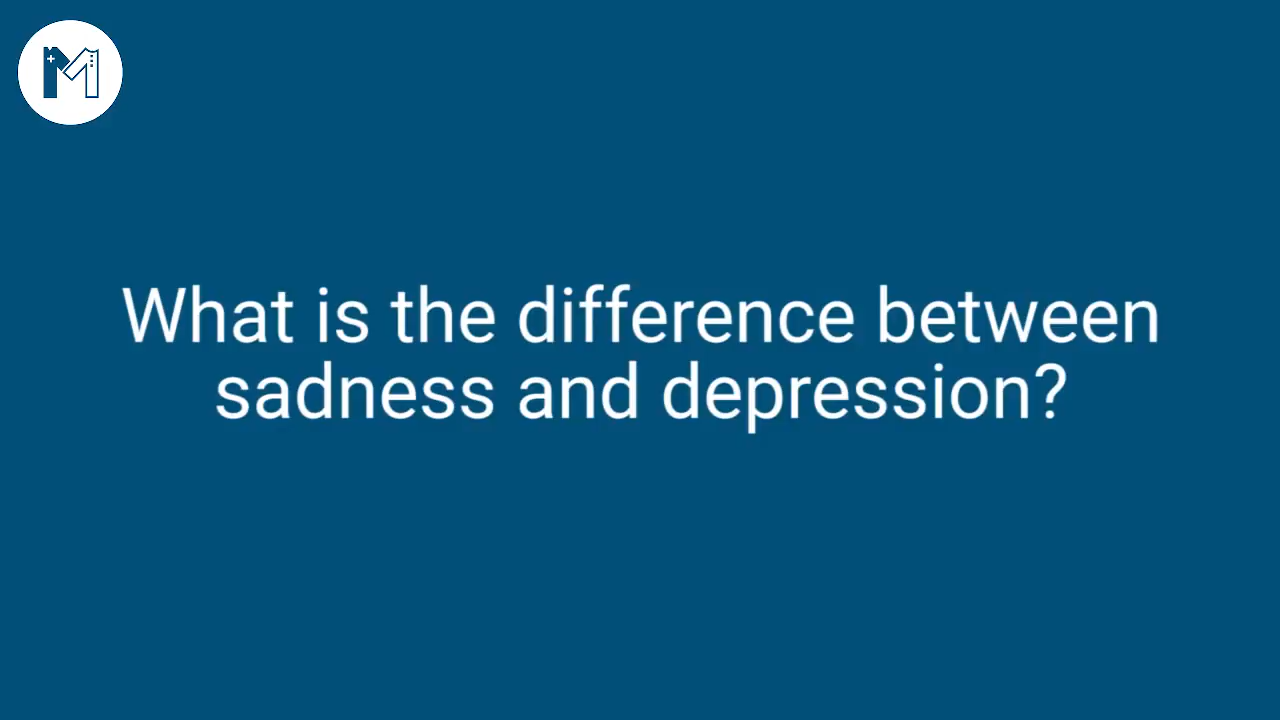 What is the difference between
sadness and depression?